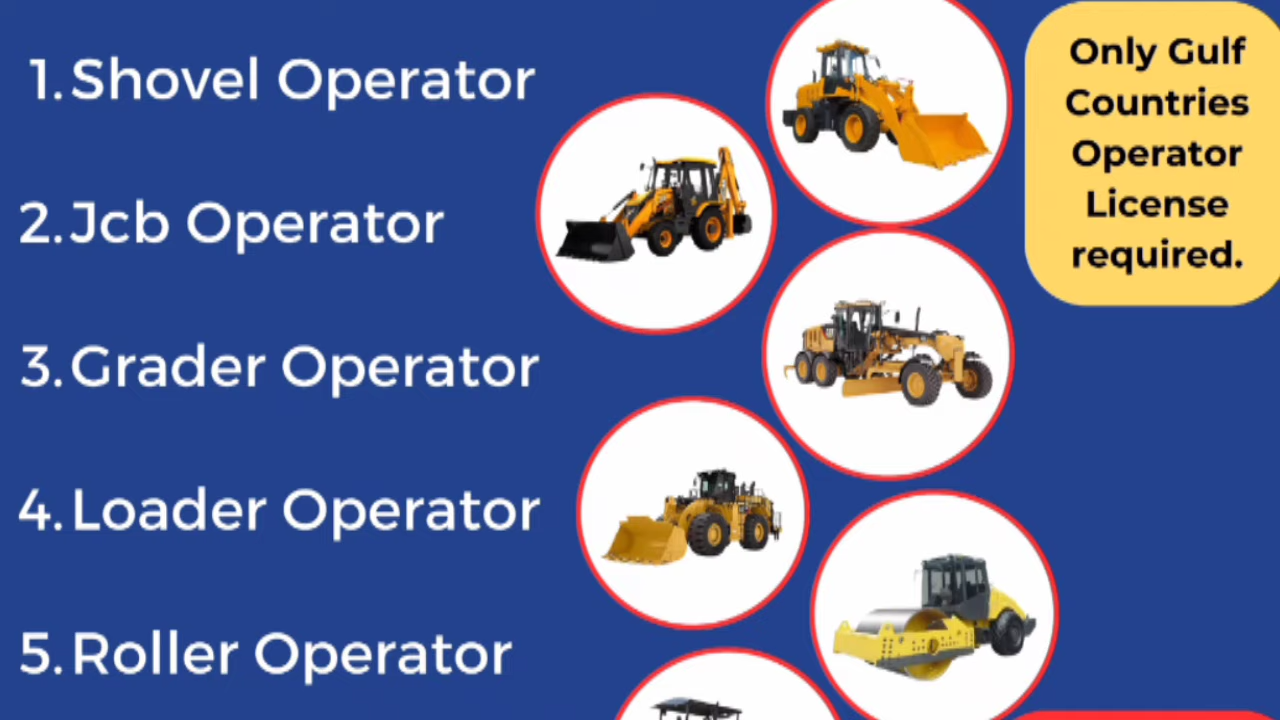 1. Shovel Operator
2. Jcb Operator
3. Grader Operator
4. Loader Operator
5. Roller Operator
Only Gulf
Countries
Operator
License
required.